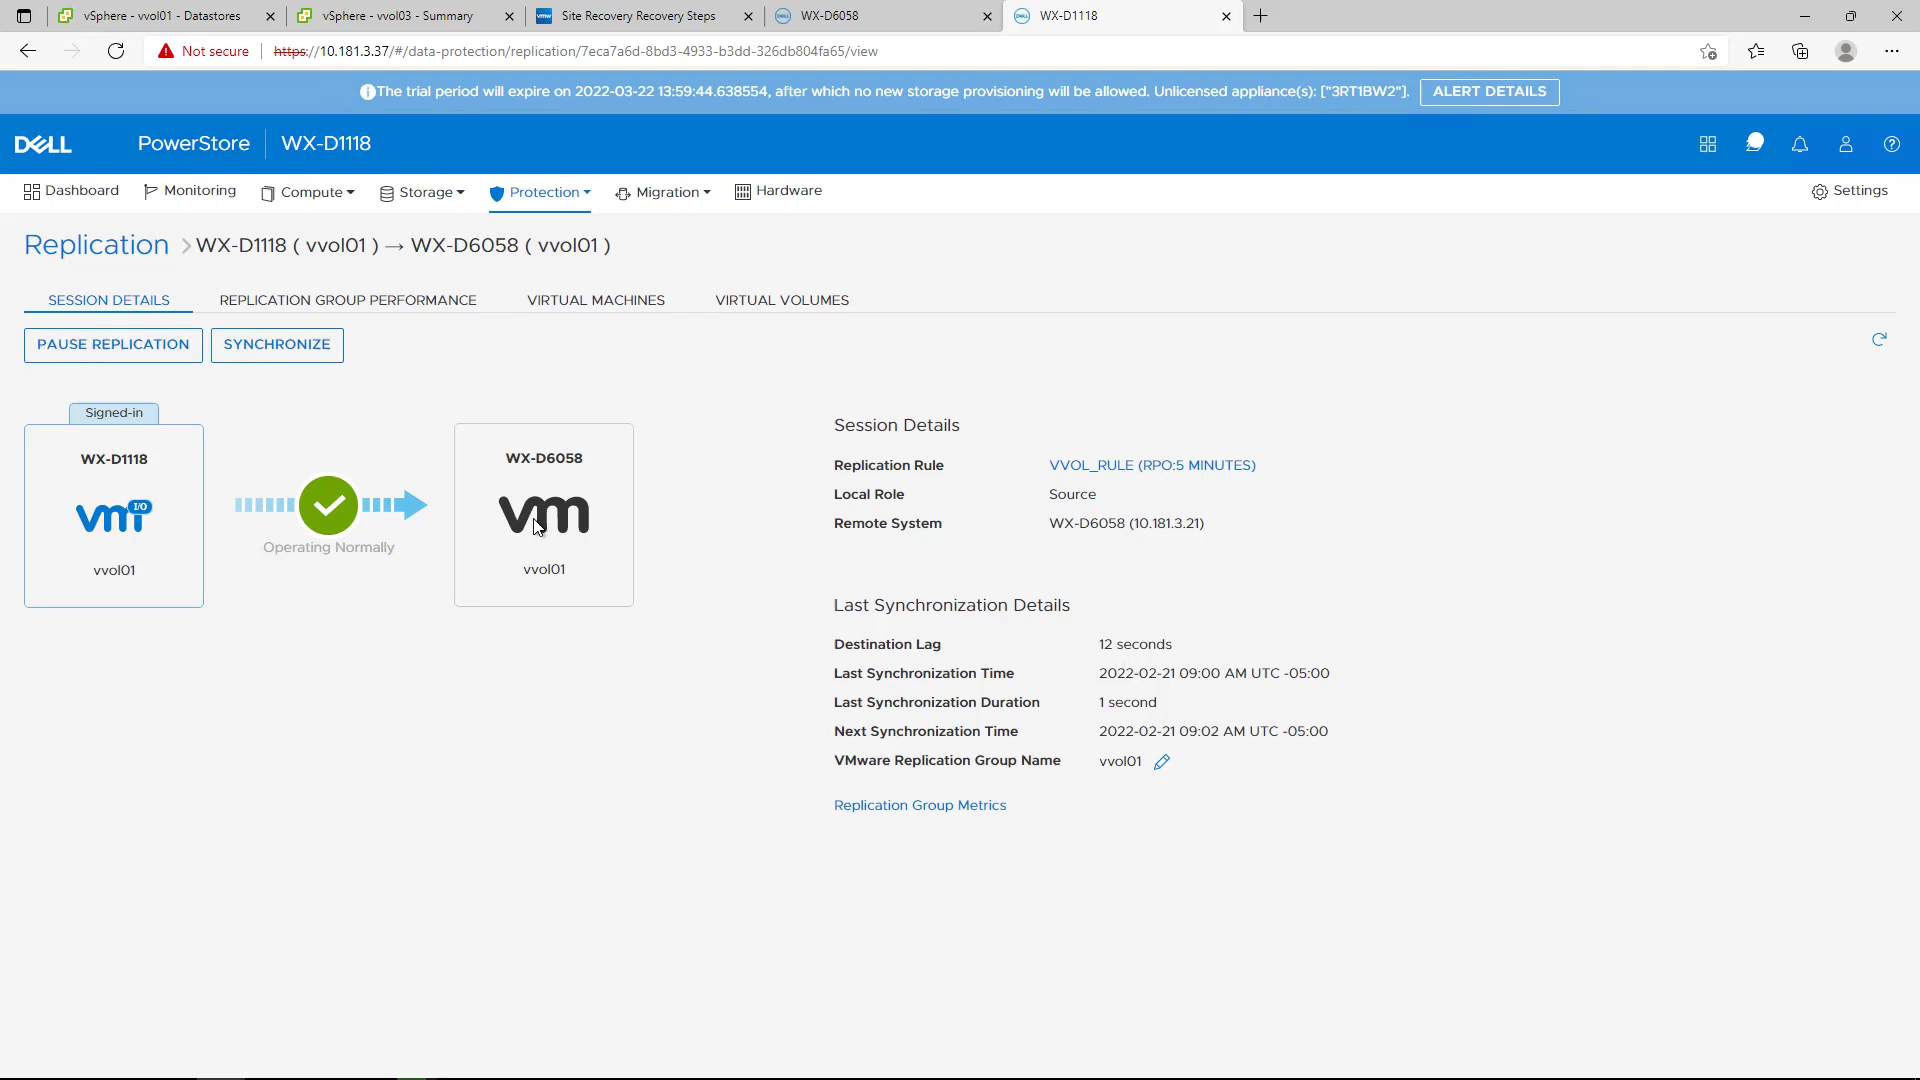 vSphere - vvol01 - Datastores
vSphere - vvol03 - Summary
vmw Site Recovery Recovery Steps
WX-D6058
WX-D1118
Not secure
https://10.181.3.37/#/data-protection/replication/7eca7a6d-8bd3-4933-b3dd-326db804fa65/view
The trial period will expire on 2022-03-22 13:59:44.638554, after which no new storage provisioning will be allowed. Unlicensed appliance(s): ["3RT1BW2"].
ALERT DETAILS
DELL PowerStore WX-D1118
Dashboard Monitoring Compute Storage Protection Migration Hardware Settings
Replication > WX-D1118 ( vvol01 ) → WX-D6058 ( vvol01 )
SESSION DETAILS REPLICATION GROUP PERFORMANCE VIRTUAL MACHINES VIRTUAL VOLUMES
PAUSE REPLICATION SYNCHRONIZE
Signed-in
WX-D1118
vm I/O
vvol01
Operating Normally
WX-D6058
vm
vvol01
Session Details
Replication Rule VVOL_RULE (RPO:5 MINUTES)
Local Role Source
Remote System WX-D6058 (10.181.3.21)
Last Synchronization Details
Destination Lag 12 seconds
Last Synchronization Time 2022-02-21 09:00 AM UTC -05:00
Last Synchronization Duration 1 second
Next Synchronization Time 2022-02-21 09:02 AM UTC -05:00
VMware Replication Group Name vvol01
Replication Group Metrics